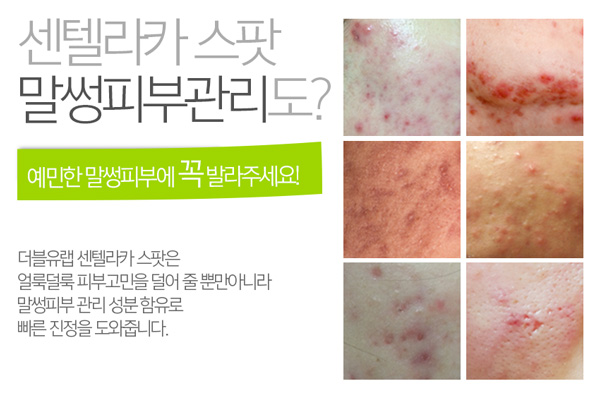 센텔라카 스팟
말썽피부관리도?
예민한 말썽피부에 꼭 발라주세요!
더블유랩 센텔라카 스팟은
얼룩덜룩 피부고민을 덜어 줄 뿐만아니라
말썽피부 관리 성분 함유로
빠른 진정을 도와줍니다.